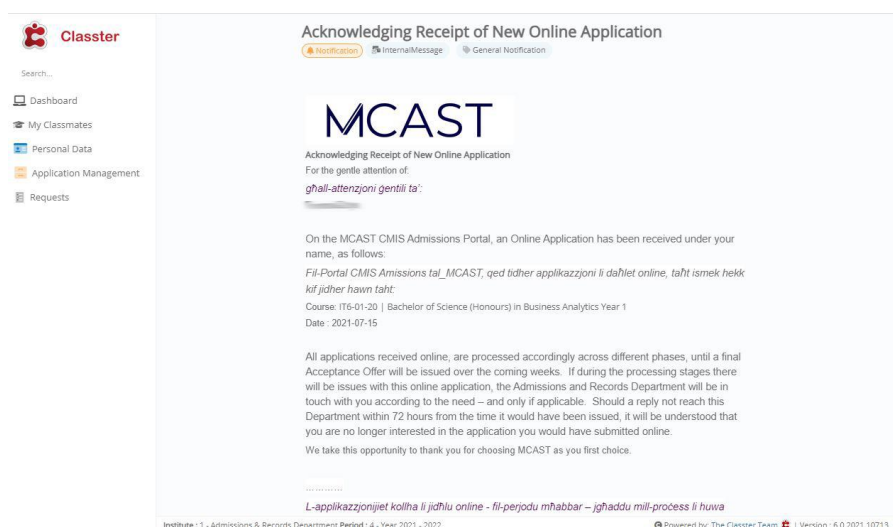 Classter
Search...
Dashboard
My Classmates
Personal Data
Application Management
Requests
Acknowledging Receipt of New Online Application
Notification
InternalMessage
General Notification
MCAST
Acknowledging Receipt of New Online Application
For the gentle attention of:
għall-attenzjoni ġentili ta':
On the MCAST CMIS Admissions Portal, an Online Application has been received under your
name, as follows:
Fil-Portal CMIS Amissions tal_MCAST, qed tidher applikazzjoni li daħlet online, taħt ismek hekk
kif jidher hawn taħt:
Course: IT6-01-20 | Bachelor of Science (Honours) in Business Analytics Year 1
Date : 2021-07-15
All applications received online, are processed accordingly across different phases, until a final
Acceptance Offer will be issued over the coming weeks. If during the processing stages there
will be issues with this online application, the Admissions and Records Department will be in
touch with you according to the need – and only if applicable. Should a reply not reach this
Department within 72 hours from the time it would have been issued, it will be understood that
you are no longer interested in the application you would have submitted online.
We take this opportunity to thank you for choosing MCAST as you first choice.
............
L-applikazzjonijiet kollha li jidħlu online - fil-perjodu mħabbar – jgħaddu mill-proċess li huwa
Institute : 1 - Admissions & Records Department Period : 4 - Year 2021 - 2022
Powered by: The Classter Team | Version : 6.0.2021.10713